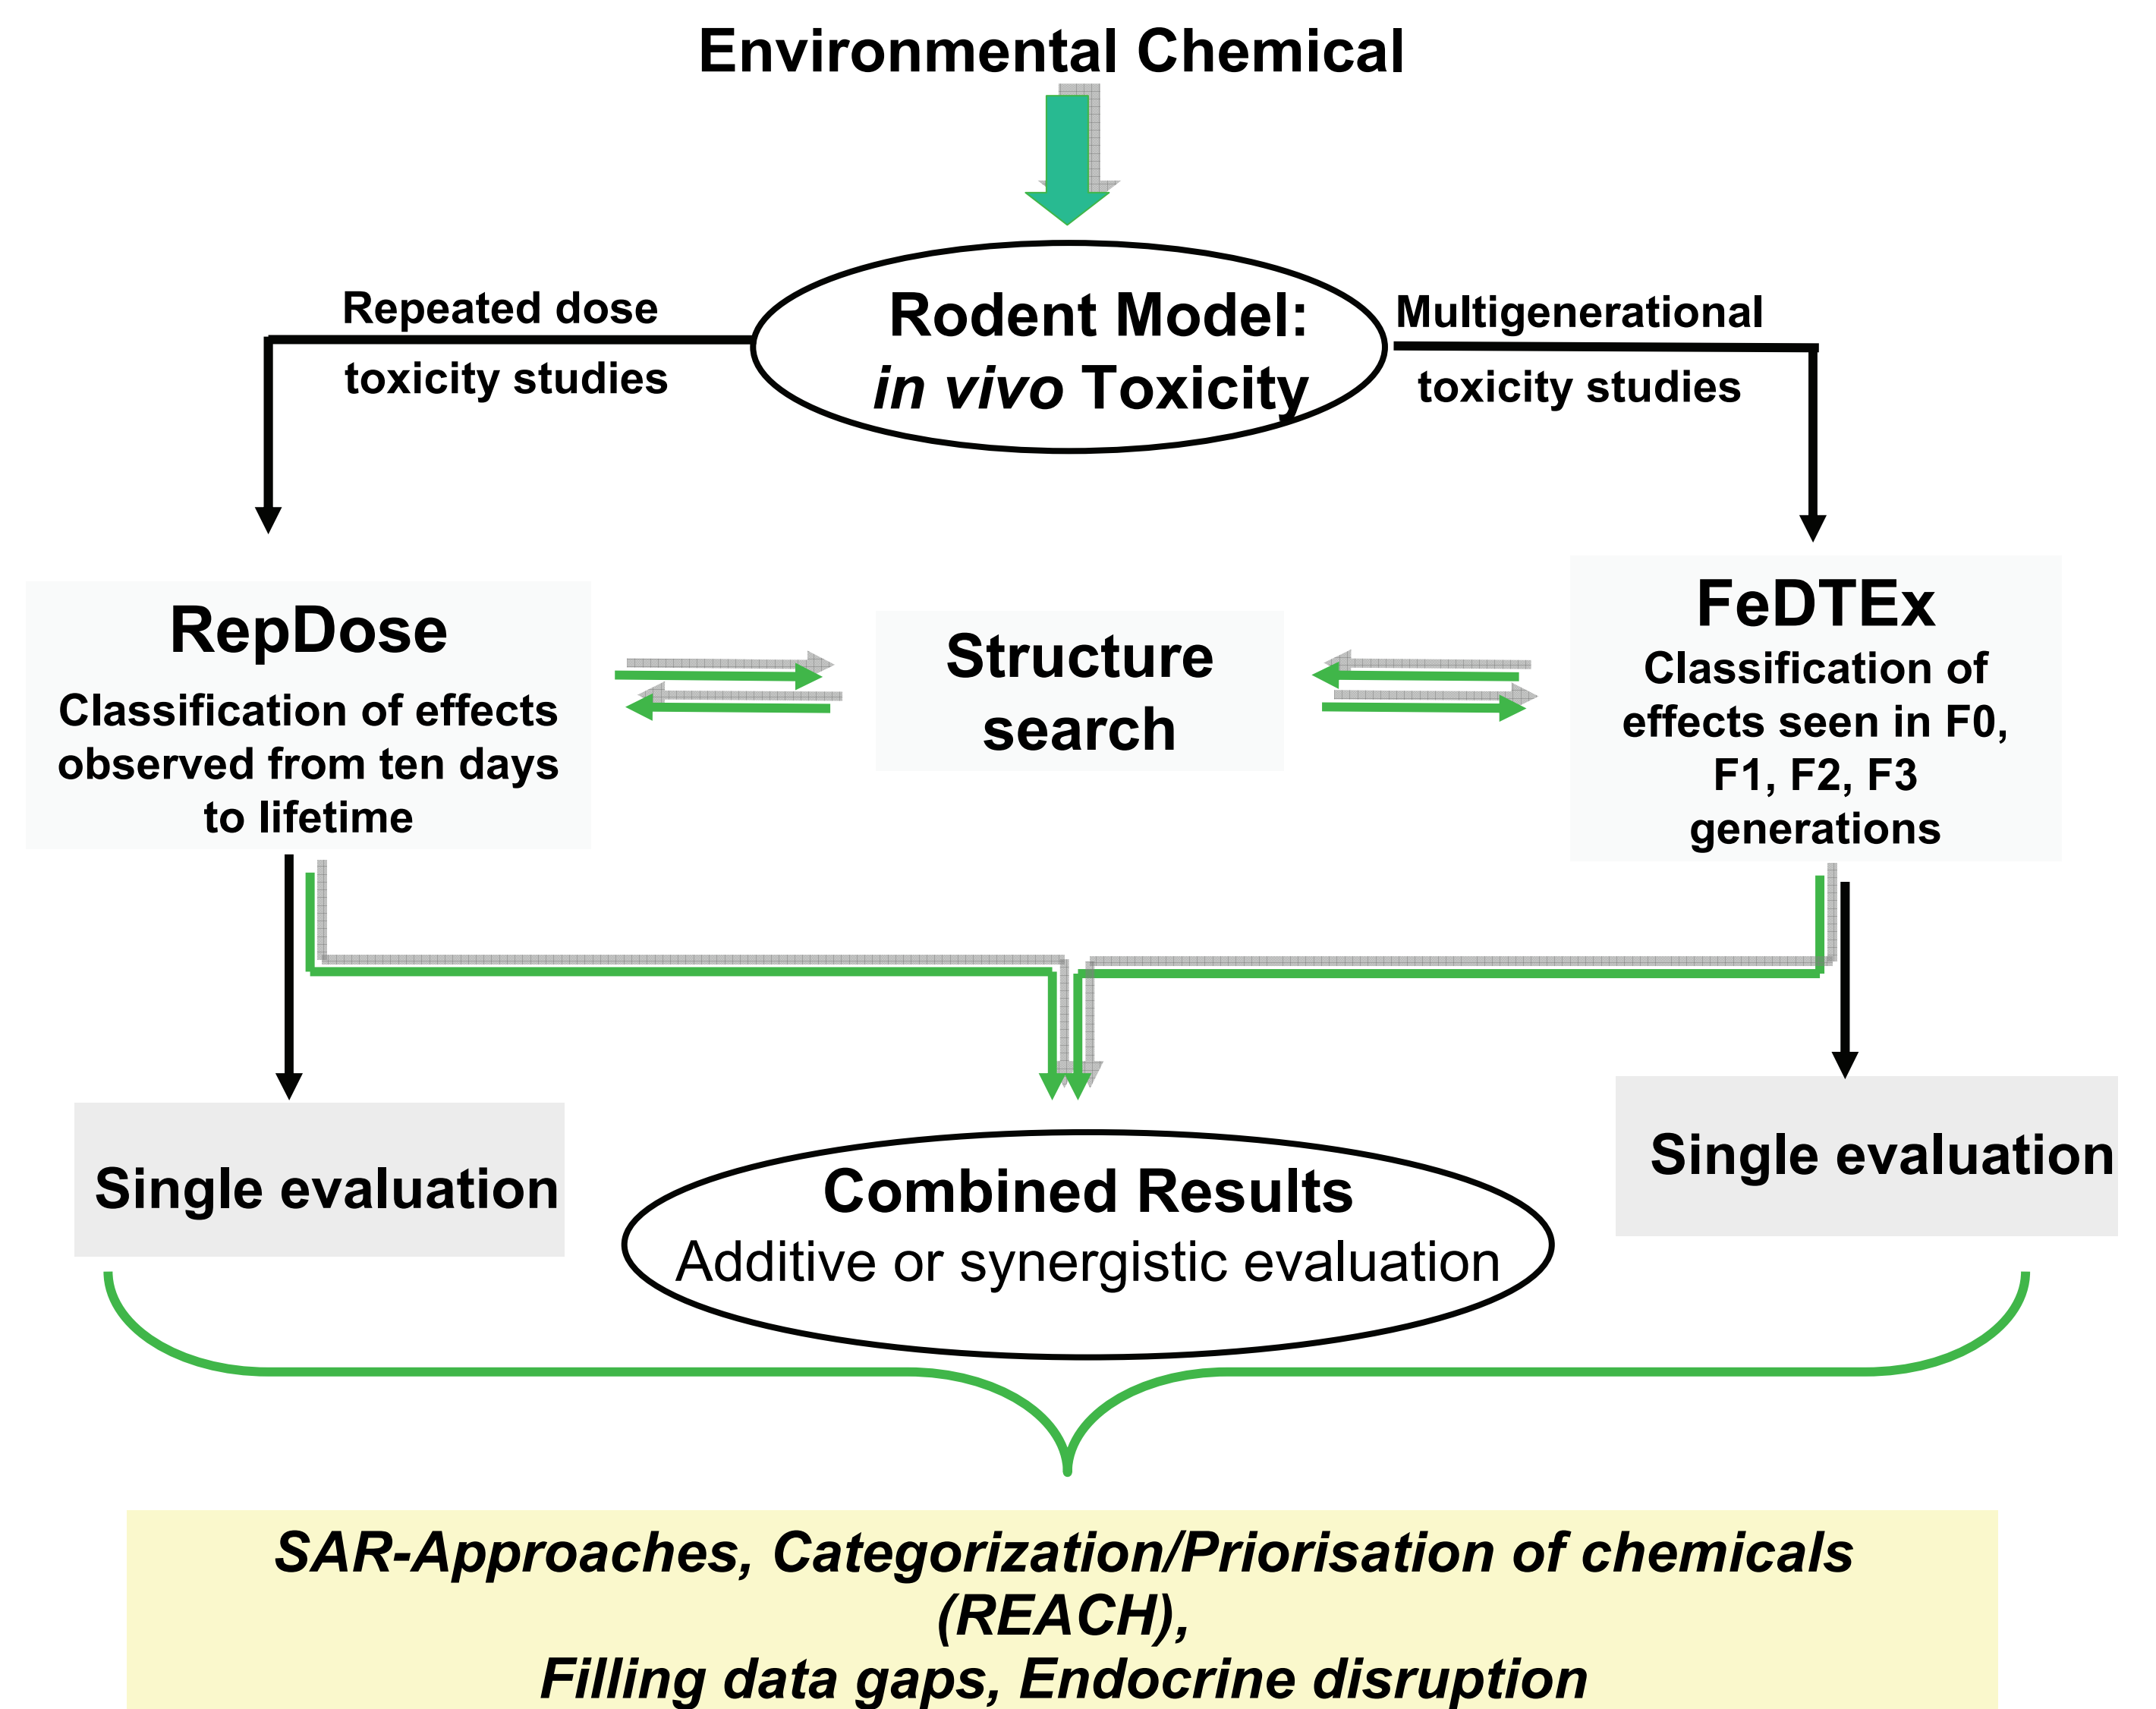 Environmental Chemical
Repeated dose
toxicity studies
Rodent Model:
in vivo Toxicity
Multigenerational
toxicity studies
RepDose
Classification of effects
observed from ten days
to lifetime
Structure
search
FeDTEx
Classification of
effects seen in F0,
F1, F2, F3
generations
Single evaluation
Combined Results
Additive or synergistic evaluation
Single evaluation
SAR-Approaches, Categorization/Priorisation of chemicals
(REACH),
Filling data gaps, Endocrine disruption